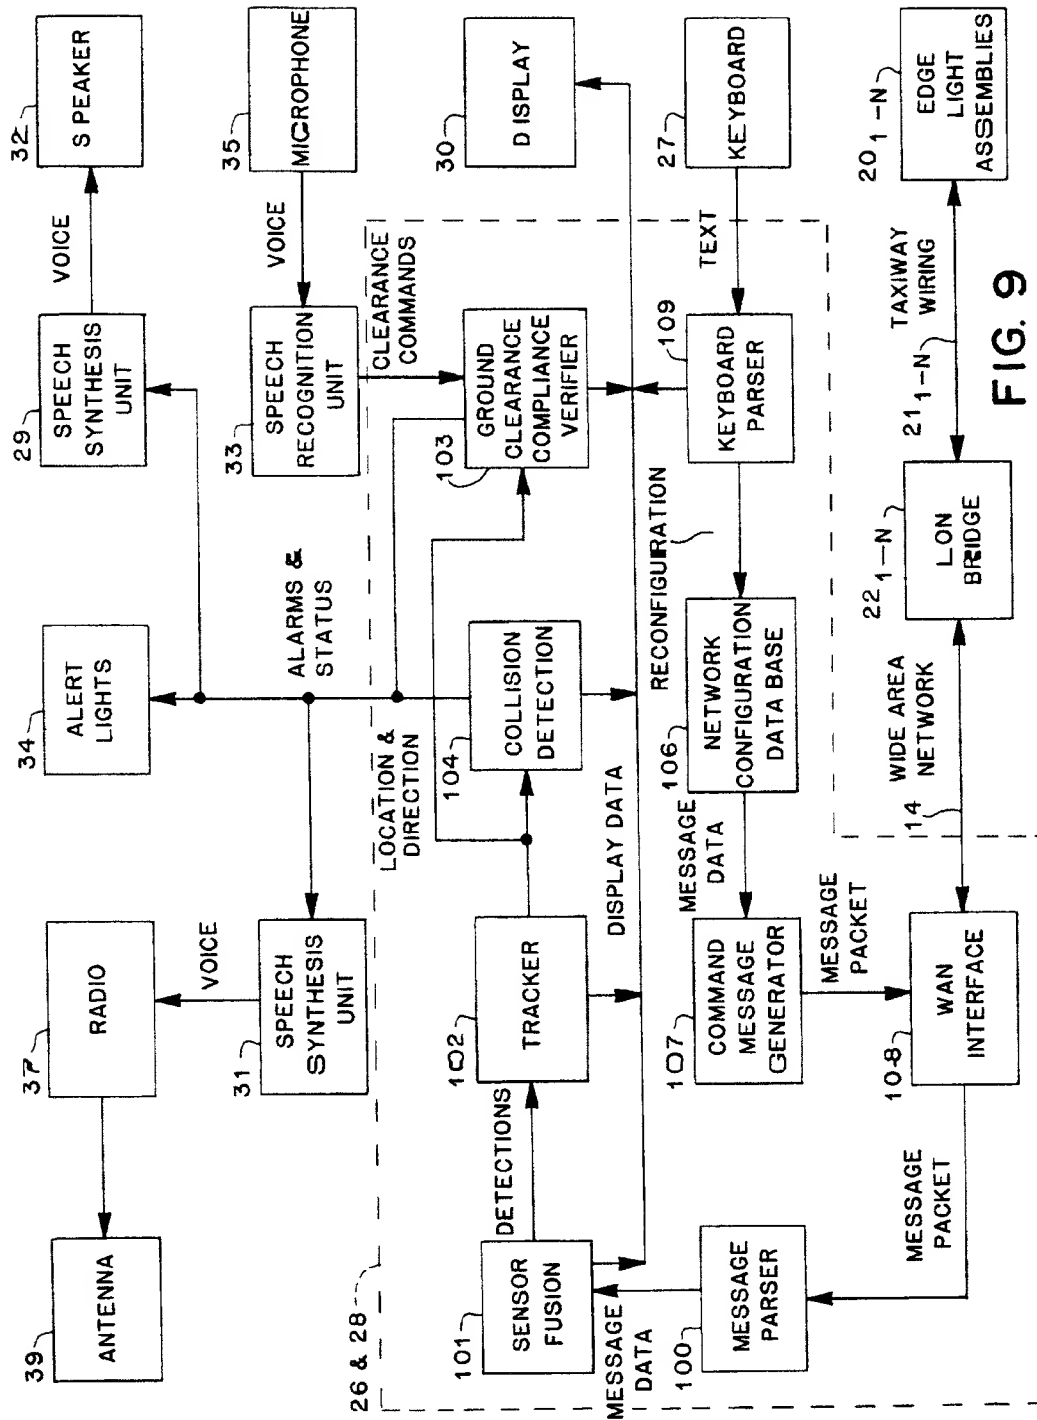 39
ANTENNA
37
RADIO
34
ALERT
LIGHTS
29
SPEECH
SYNTHESIS
UNIT
VOICE
32
SPEAKER
VOICE
31
SPEECH
SYNTHESIS
UNIT
ALARMS &
STATUS
33
SPEECH
RECOGNITION
UNIT
VOICE
35
MICROPHONE
26 & 28
LOCATION &
DIRECTION
CLEARANCE
COMMANDS
101
SENSOR
FUSION
DETECTIONS
102
TRACKER
104
COLLISION
DETECTION
103
GROUND
CLEARANCE
COMPLIANCE
VERIFIER
30
DISPLAY
MESSAGE
DATA
DISPLAY DATA
RECONFIGURATION
100
MESSAGE
PARSER
107
COMMAND
MESSAGE
GENERATOR
MESSAGE
DATA
106
NETWORK
CONFIGURATION
DATA BASE
109
KEYBOARD
PARSER
TEXT
27
KEYBOARD
MESSAGE
PACKET
MESSAGE
PACKET
108
WAN
INTERFACE
14
WIDE AREA
NETWORK
22 1-N
LON
BRIDGE
21 1-N
TAXIWAY
WIRING
20 1-N
EDGE
LIGHT
ASSEMBLIES
FIG. 9